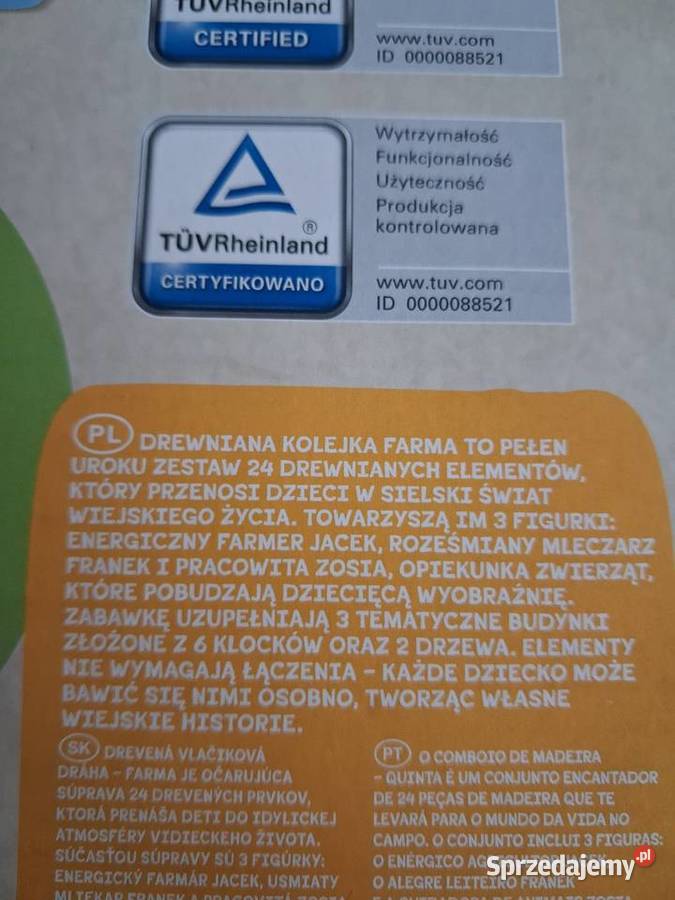 TÜVRheinland
CERTIFIED
www.tuv.com
ID 0000088521
TÜVRheinland®
CERTYFIKOWANO
Wytrzymałość
Funkcjonalność
Użyteczność
Produkcja
kontrolowana
www.tuv.com
ID 0000088521
PL DREWNIANA KOLEJKA FARMA TO PEŁEN
UROKU ZESTAW 24 DREWNIANYCH ELEMENTÓW,
KTÓRY PRZENOSI DZIECI W SIELSKI ŚWIAT
WIEJSKIEGO ŻYCIA. TOWARZYSZĄ IM 3 FIGURKI:
ENERGICZNY FARMER JACEK, ROZEŚMIANY MLECZARZ
FRANEK I PRACOWITA ZOSIA, OPIEKUNKA ZWIERZĄT,
KTÓRE POBUDZAJĄ DZIECIĘCĄ WYOBRAŹNIĘ.
ZABAWKĘ UZUPEŁNIAJĄ 3 TEMATYCZNE BUDYNKI
ZŁOŻONE Z 6 KLOCKÓW ORAZ 2 DRZEWA. ELEMENTY
NIE WYMAGAJĄ ŁĄCZENIA – KAŻDE DZIECKO MOŻE
BAWIĆ SIĘ NIMI OSOBNO, TWORZĄC WŁASNE
WIEJSKIE HISTORIE.
SK DREVENÁ VLÁČIKOVÁ
DRÁHA – FARMA JE OČARUJÚCA
SÚPRAVA 24 DREVENÝCH PRVKOV,
KTORÁ PRENÁŠA DETI DO IDYLICKEJ
ATMOSFÉRY VIDIECKEHO ŽIVOTA.
SÚČASŤOU SÚPRAVY SÚ 3 FIGÚRKY:
ENERGICKÝ FARMÁR JACEK, USMIATY
MLIEKAR FRANEK A PRACOVITÁ ZOSIA
PT O COMBOIO DE MADEIRA
– QUINTA É UM CONJUNTO ENCANTADOR
DE 24 PEÇAS DE MADEIRA QUE TE
LEVARÁ PARA O MUNDO DA VIDA NO
CAMPO. O CONJUNTO INCLUI 3 FIGURAS:
O ENÉRGICO
O ALEGRE LEITEIRO FRANEK
Sprzedajemy.pl